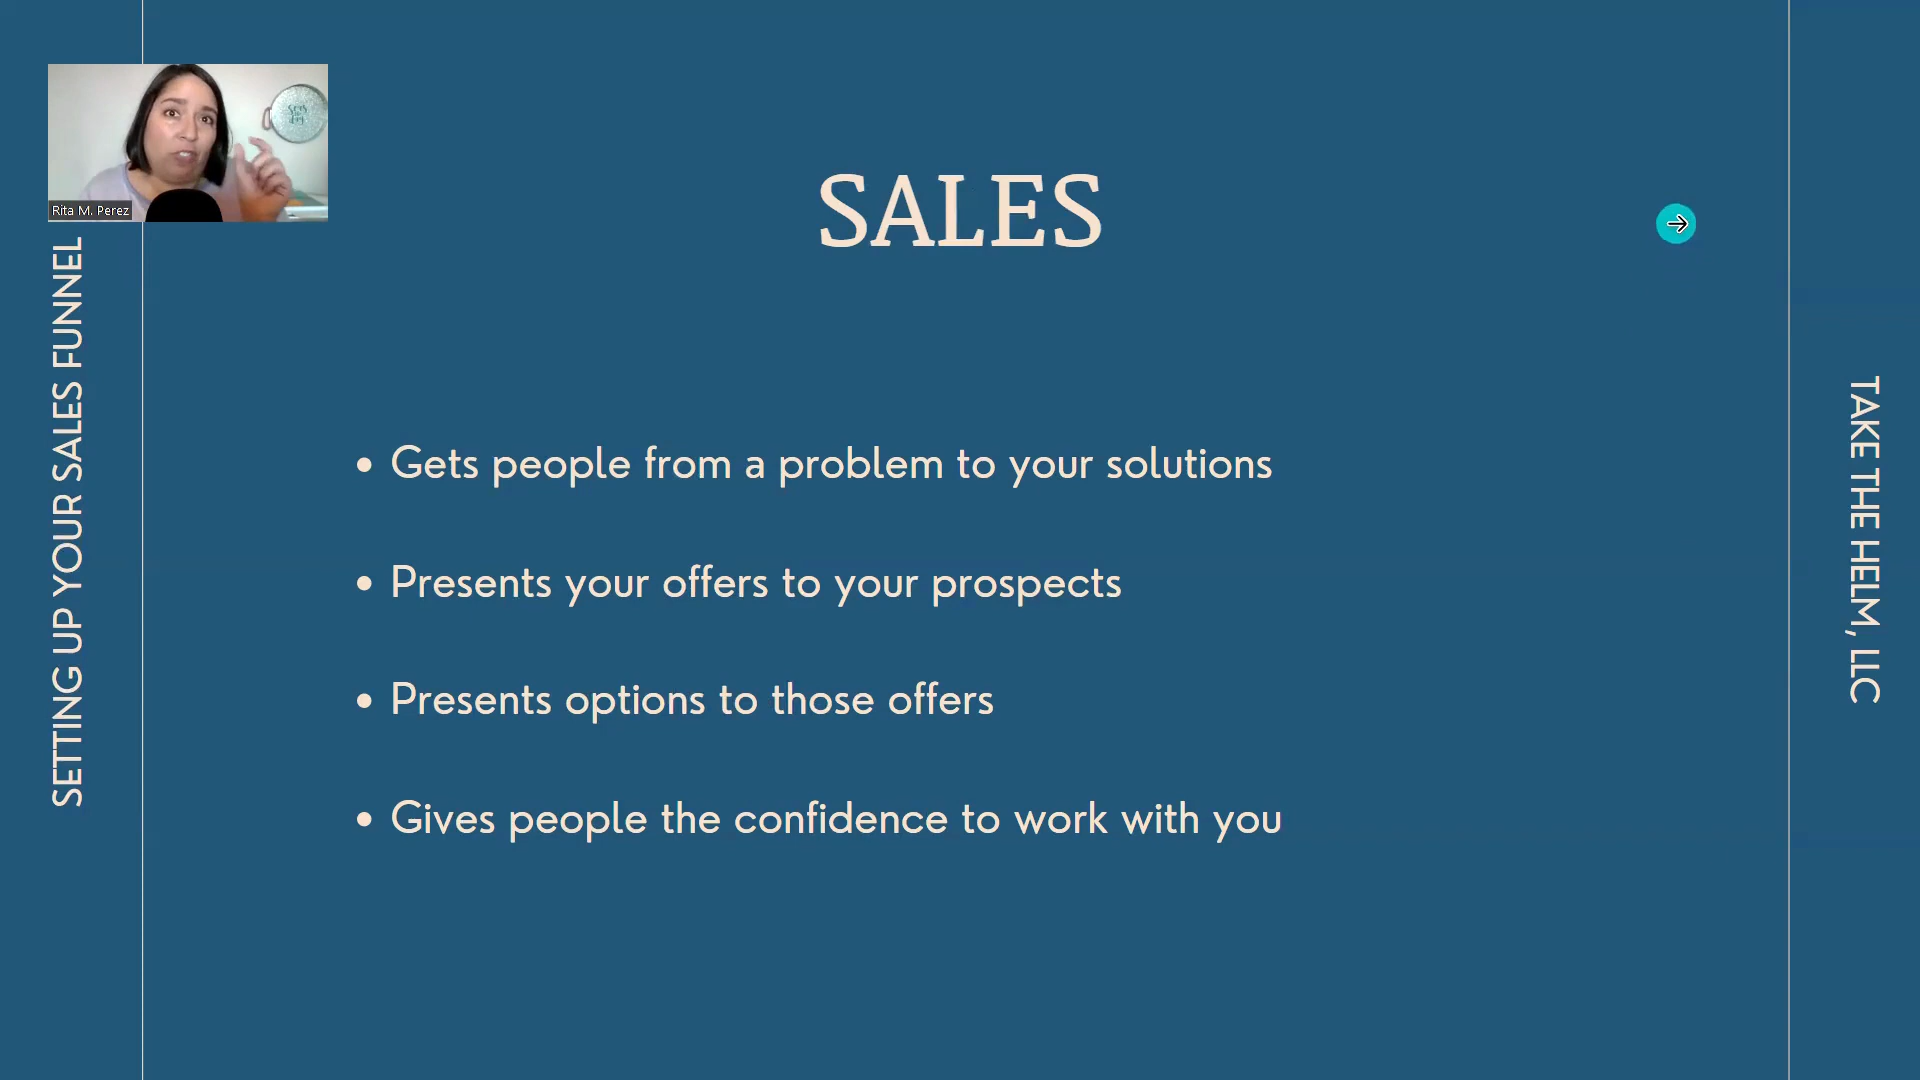 Rita M. Perez
SETTING UP YOUR SALES FUNNEL
SALES
• Gets people from a problem to your solutions
• Presents your offers to your prospects
• Presents options to those offers
• Gives people the confidence to work with you
TAKE THE HELM, LLC